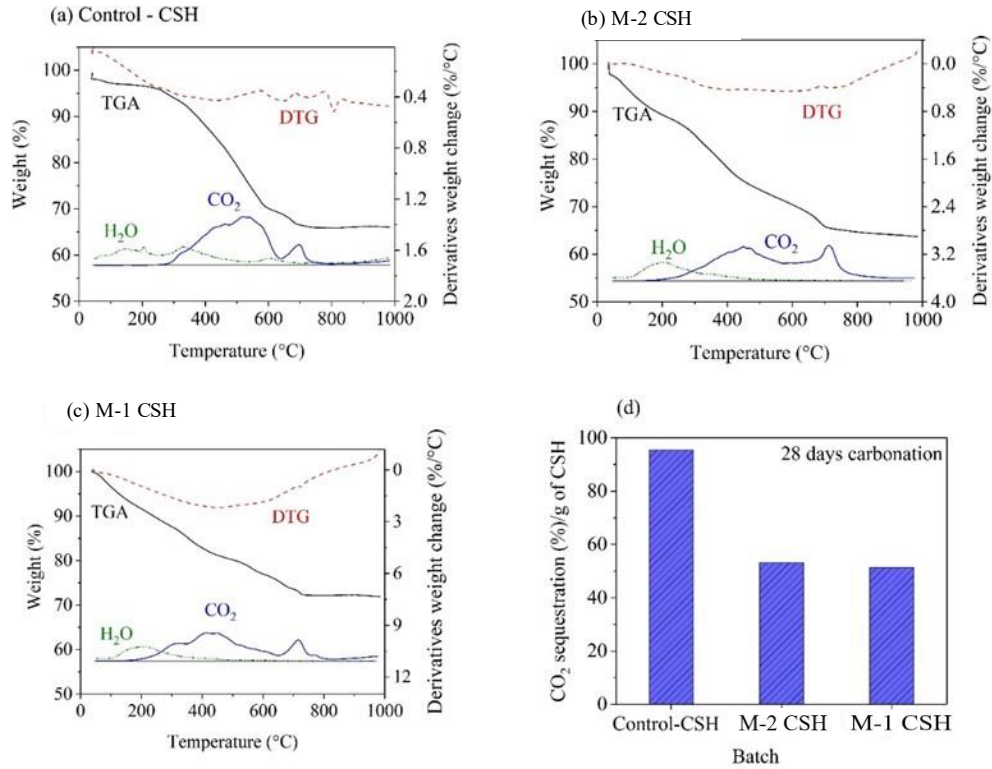 (a) Control - CSH
100
90
80
70
60
50
Weight (%)
TGA
DTG
CO2
H2O
0.4
0.8
1.2
1.6
2.0
Derivatives weight change (%/°C)
0 200 400 600 800 1000
Temperature (°C)
(b) M-2 CSH
100
90
80
70
60
50
Weight (%)
TGA
DTG
H2O
CO2
0.0
0.8
1.6
2.4
3.2
4.0
Derivatives weight change (%/°C)
0 200 400 600 800 1000
Temperature (°C)
(c) M-1 CSH
100
90
80
70
60
50
Weight (%)
TGA
DTG
CO2
H2O
0
3
6
9
12
Derivatives weight change (%/°C)
0 200 400 600 800 1000
Temperature (°C)
(d)
100
80
60
40
20
0
CO2 sequestration (%)/g of CSH
28 days carbonation
Control-CSH M-2 CSH M-1 CSH
Batch